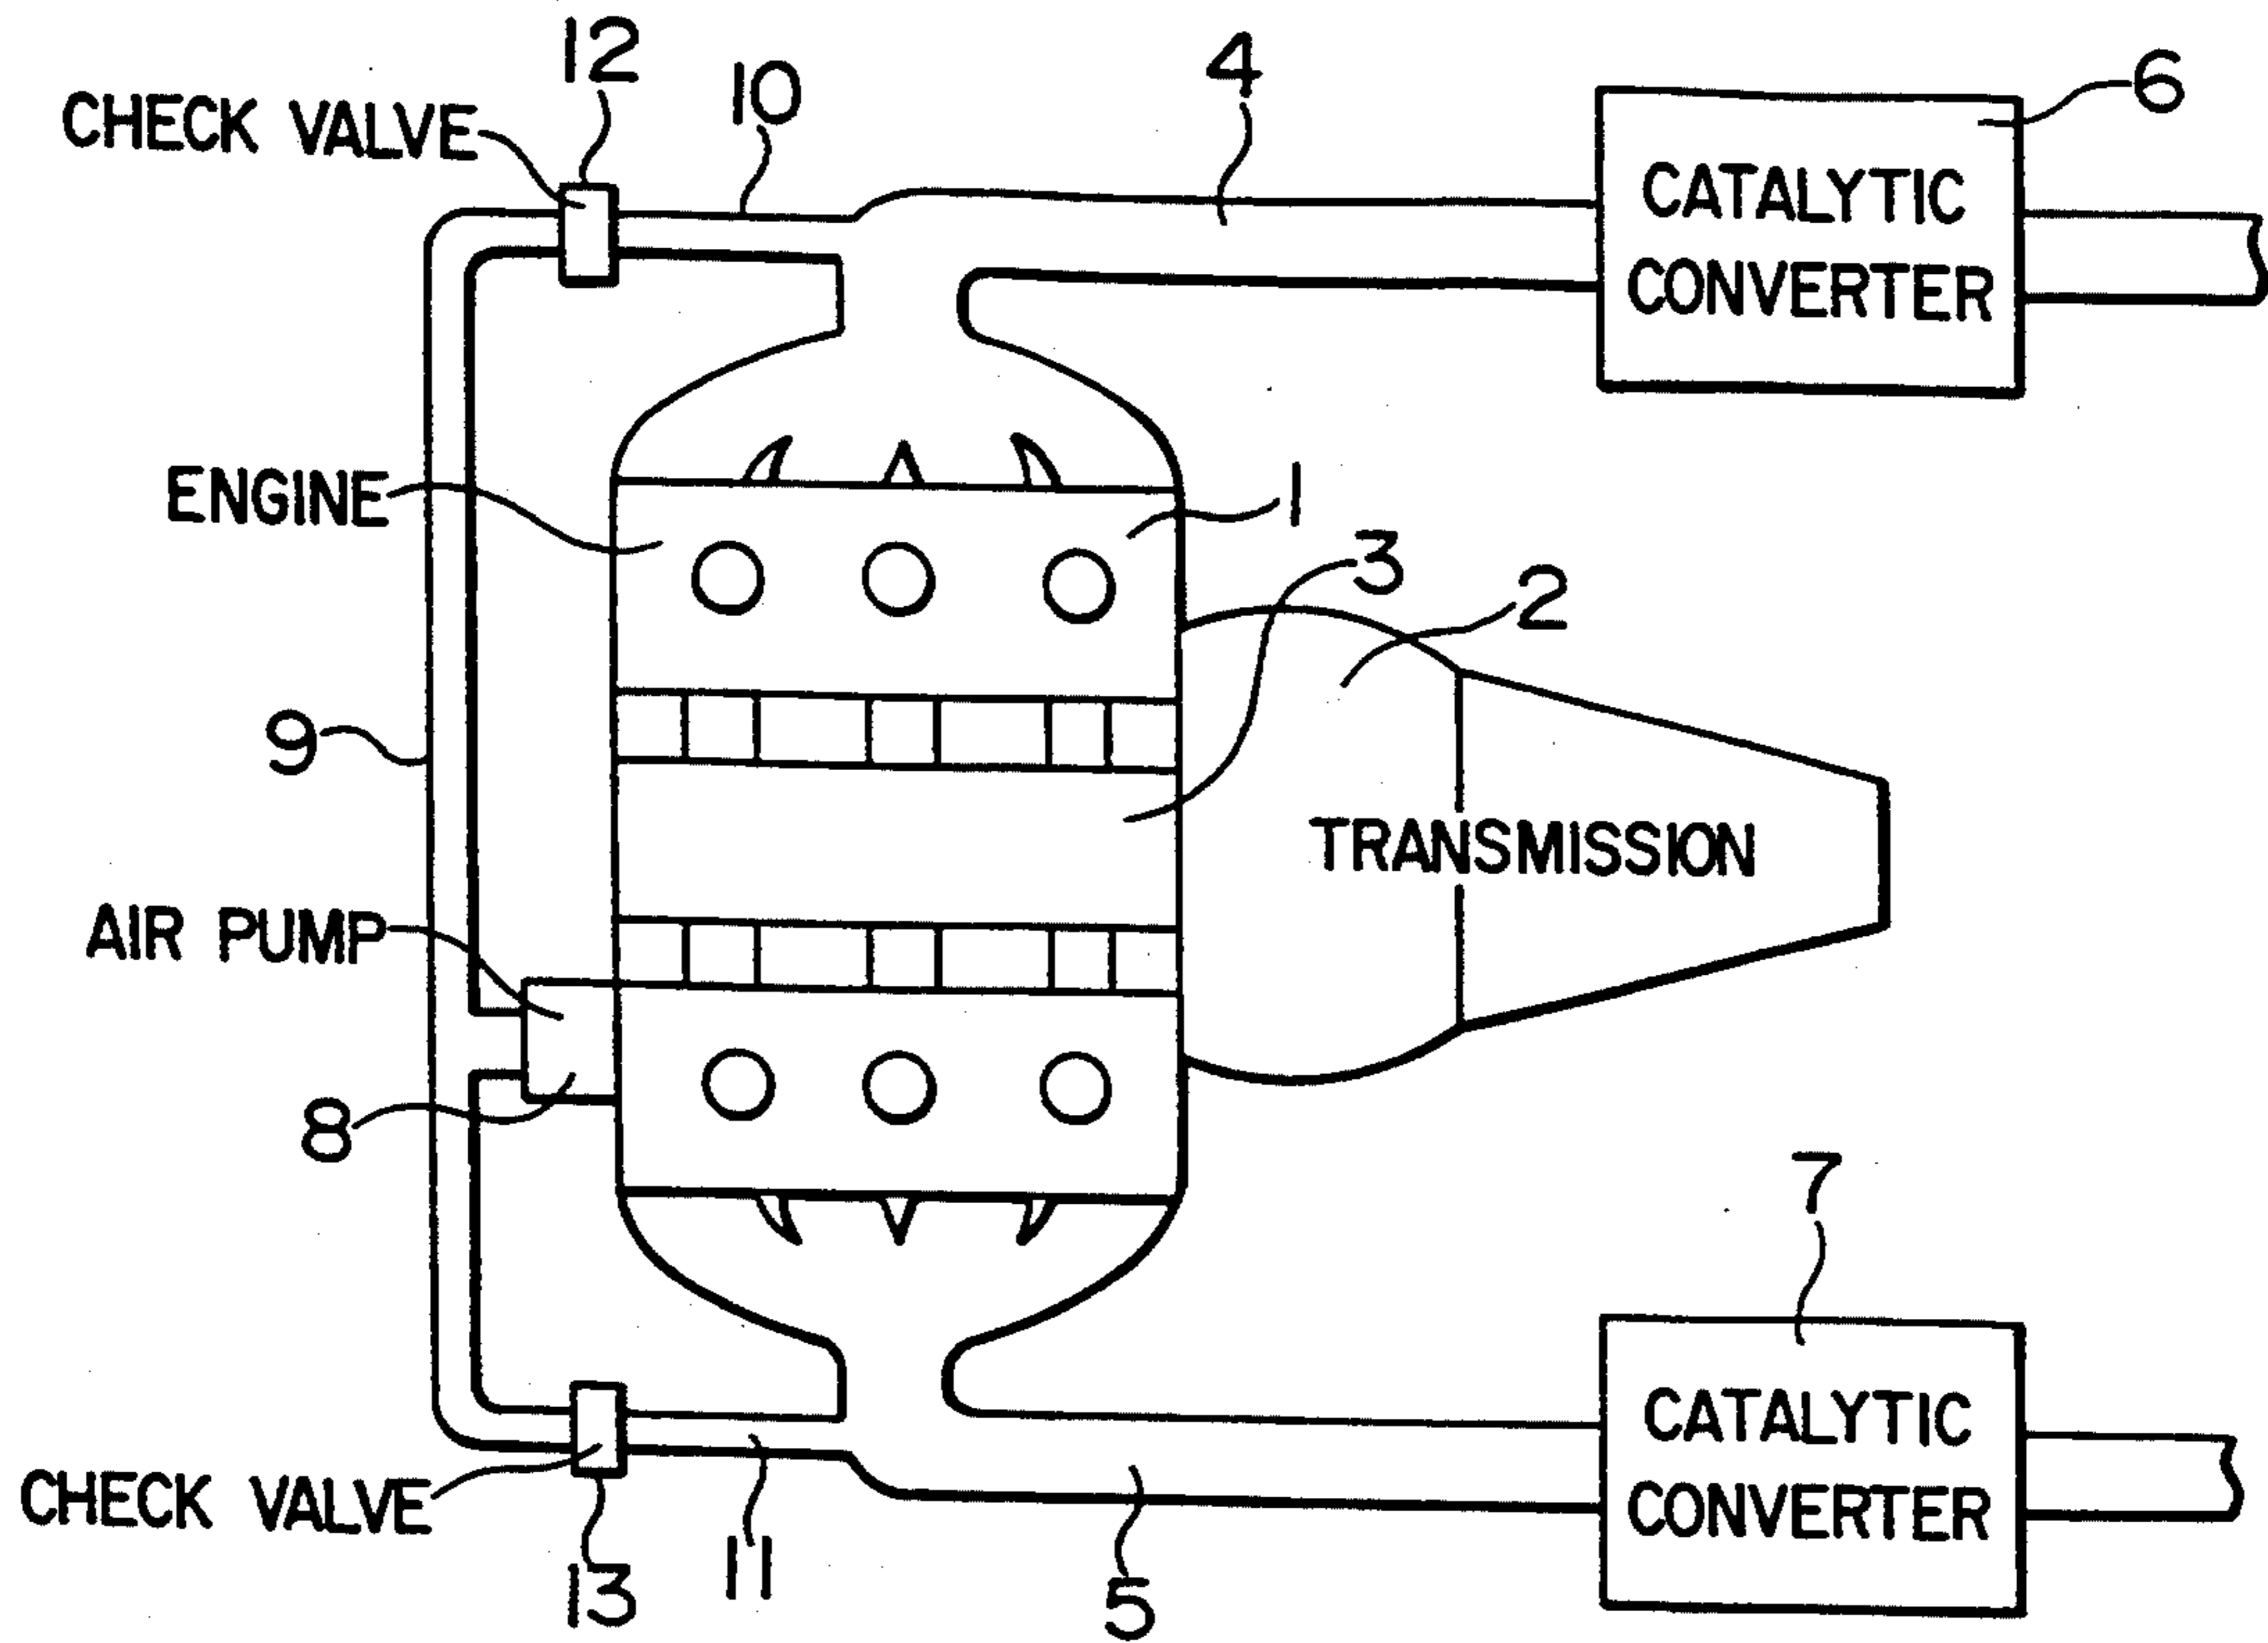 12
10
4
6
CHECK VALVE
CATALYTIC
CONVERTER
ENGINE
1
3
2
9
TRANSMISSION
AIR PUMP
8
7
CATALYTIC
CONVERTER
CHECK VALVE
13
11
5